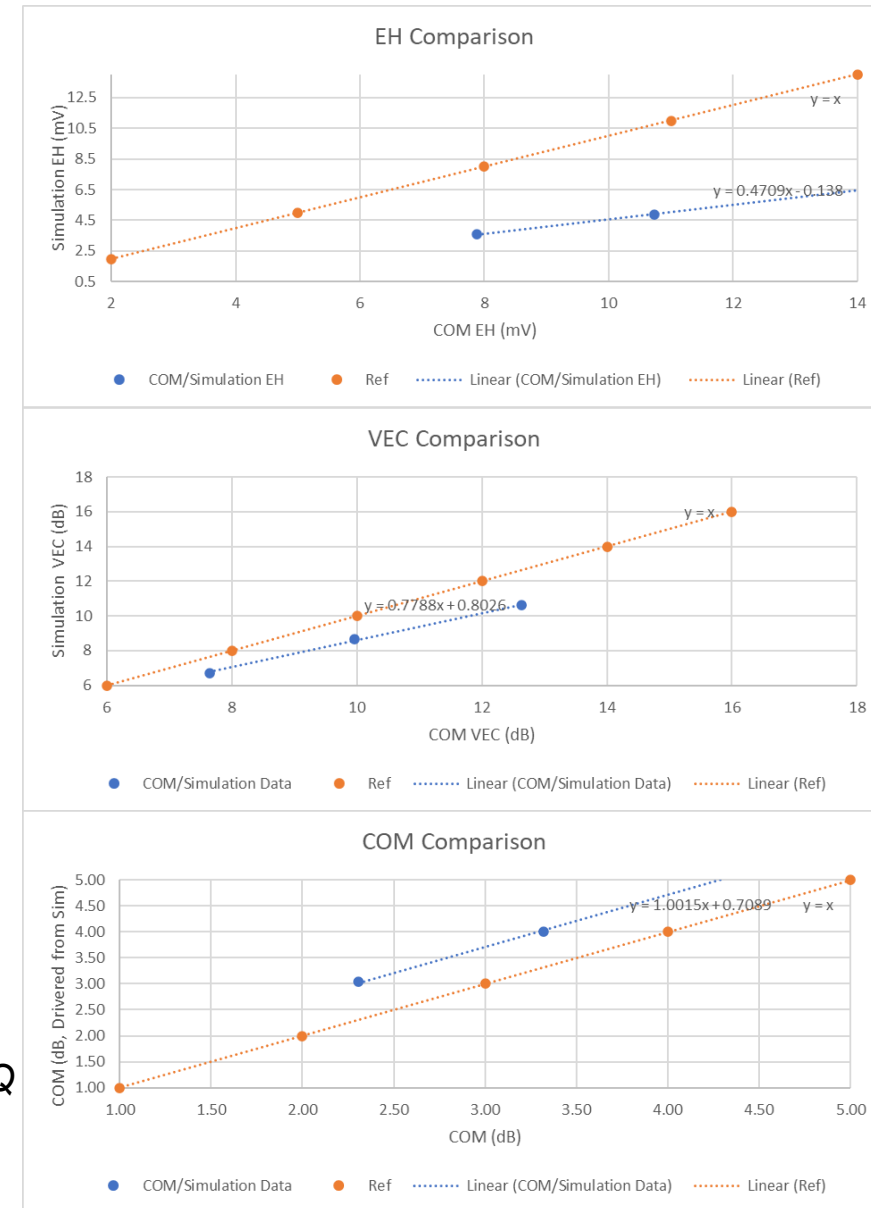 EH Comparison
12.5
10.5
8.5
6.5
4.5
2.5
0.5
Simulation EH (mV)
y = x
y = 0.4709x - 0.138
2 4 6 8 10 12 14
COM EH (mV)
COM/Simulation EH Ref Linear (COM/Simulation EH) Linear (Ref)
VEC Comparison
18
16
14
12
10
8
6
Simulation VEC (dB)
y = x
y = 0.7788x + 0.8026
6 8 10 12 14 16 18
COM VEC (dB)
COM/Simulation Data Ref Linear (COM/Simulation Data) Linear (Ref)
COM Comparison
5.00
4.50
4.00
3.50
3.00
2.50
2.00
1.50
1.00
COM (dB, Drivered from Sim)
y = 1.0015x + 0.7089 y = x
Q
1.00 1.50 2.00 2.50 3.00 3.50 4.00 4.50 5.00
COM (dB)
COM/Simulation Data Ref Linear (COM/Simulation Data) Linear (Ref)